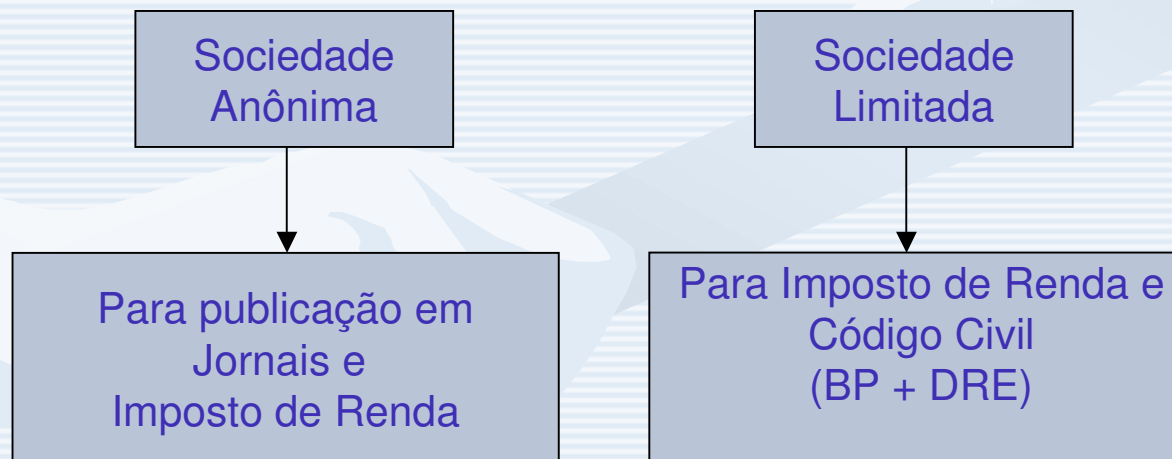 Sociedade
Anônima
Sociedade
Limitada
Para publicação em
Jornais e
Imposto de Renda
Para Imposto de Renda e
Código Civil
(BP + DRE)